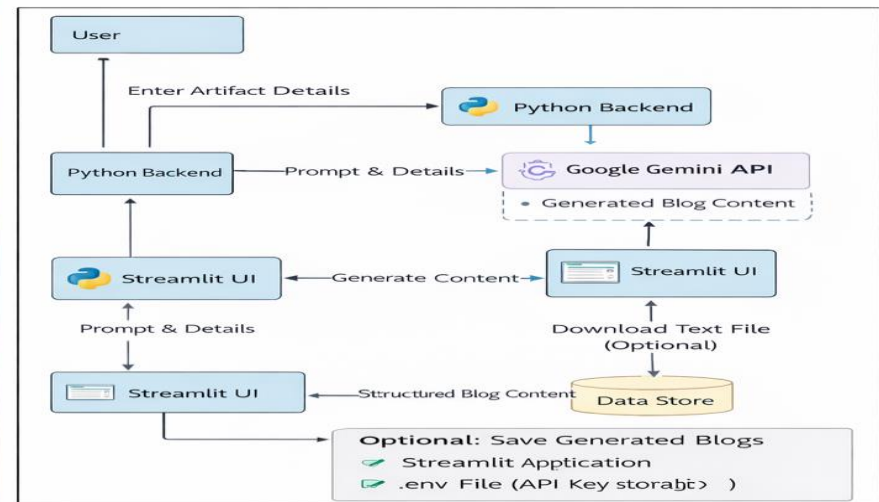 User
Enter Artifact Details
Python Backend
Python Backend
Prompt & Details
Google Gemini API
• Generated Blog Content
Streamlit UI
Generate Content
Streamlit UI
Prompt & Details
Download Text File
(Optional)
Streamlit UI
Structured Blog Content
Data Store
Optional: Save Generated Blogs
Streamlit Application
.env File (API Key